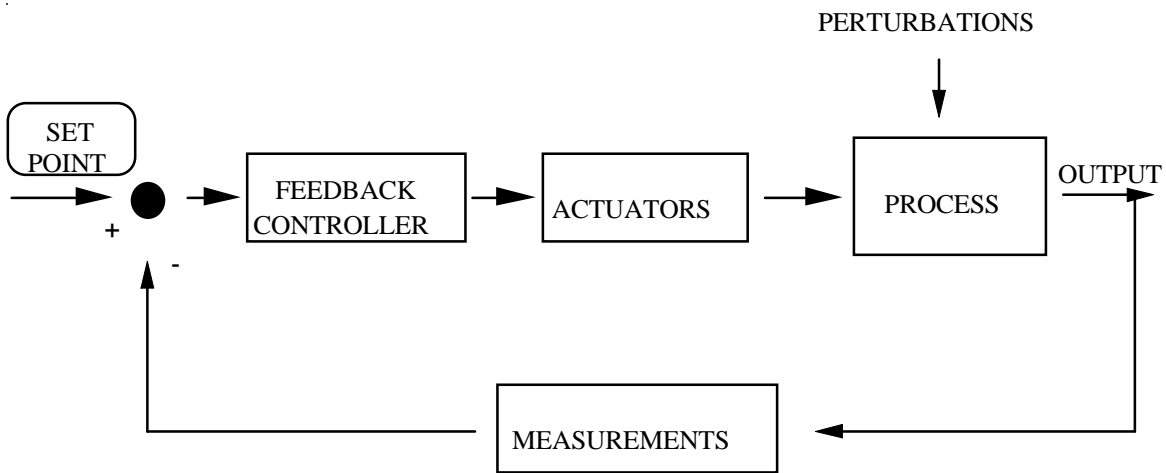 PERTURBATIONS
SET
POINT
+
-
FEEDBACK
CONTROLLER
ACTUATORS
PROCESS
OUTPUT
MEASUREMENTS